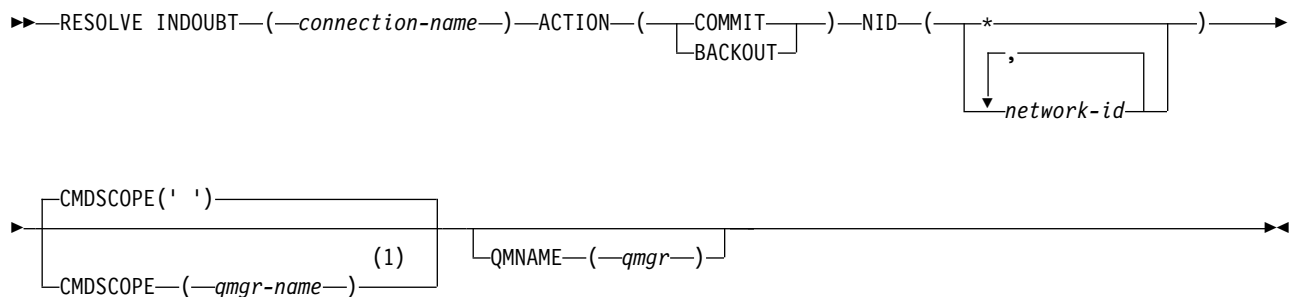 RESOLVE INDOUBT ( connection-name ) ACTION ( COMMIT ) NID ( * )
BACKOUT
,
network-id
CMDSCOPE(' ')
(1)
QMNAME ( qmgr )
CMDSCOPE ( qmgr-name )